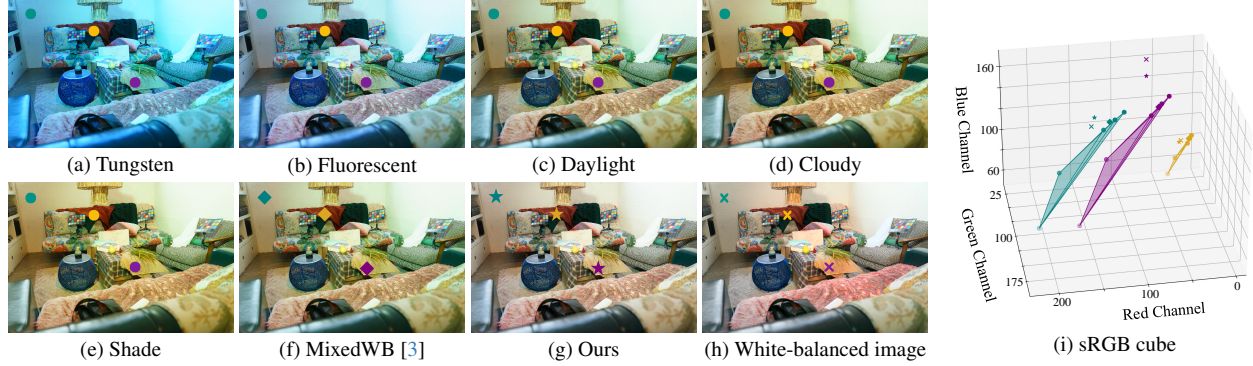 (a) Tungsten
(b) Fluorescent
(c) Daylight
(d) Cloudy
(e) Shade
(f) MixedWB [3]
(g) Ours
(h) White-balanced image
Blue Channel
160
100
60
25
Green Channel
100
175
200
100
0
Red Channel
(i) sRGB cube